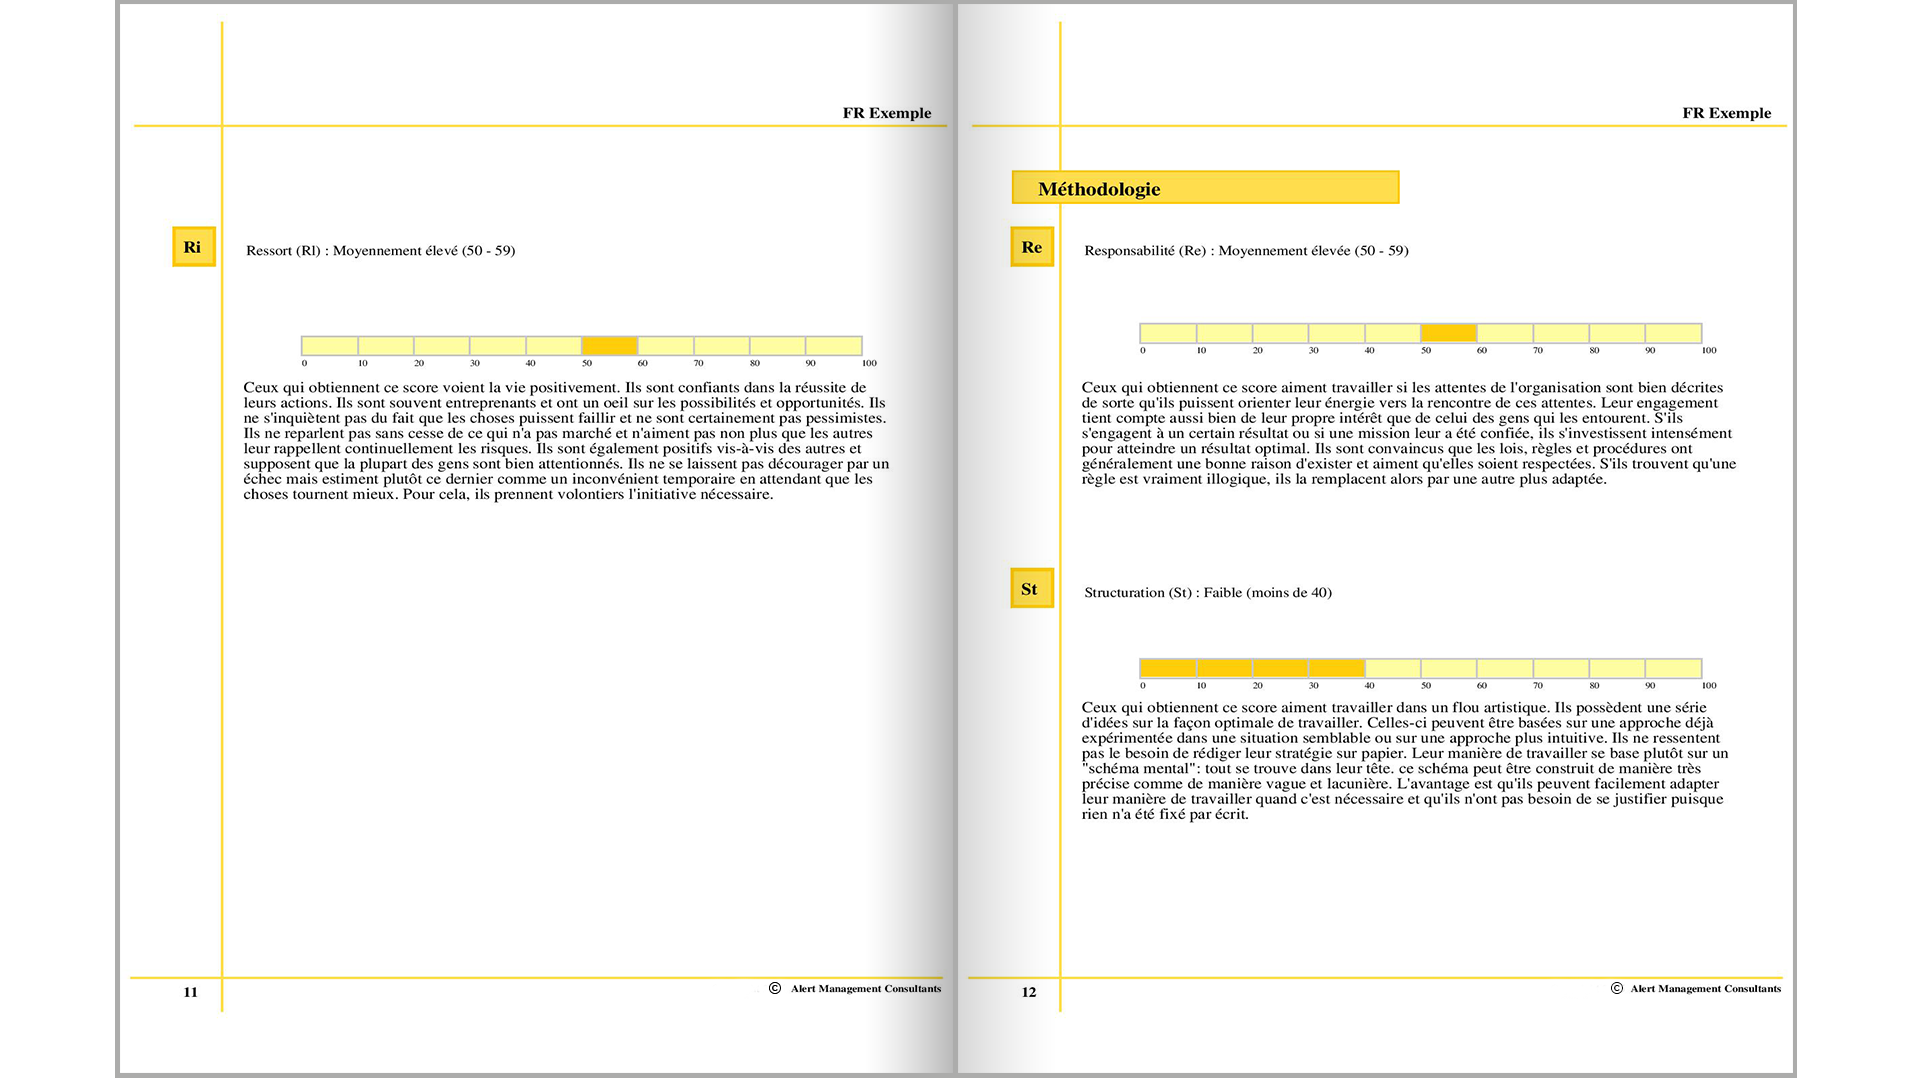 FR Exemple
Ri
Ressort (Rl) : Moyennement élevé (50 - 59)
0 10 20 30 40 50 60 70 80 90 100
Ceux qui obtiennent ce score voient la vie positivement. Ils sont confiants dans la réussite de
leurs actions. Ils sont souvent entreprenants et ont un oeil sur les possibilités et opportunités. Ils
ne s'inquiètent pas du fait que les choses puissent faillir et ne sont certainement pas pessimistes.
Ils ne reparlent pas sans cesse de ce qui n'a pas marché et n'aiment pas non plus que les autres
leur rappellent continuellement les risques. Ils sont également positifs vis-à-vis des autres et
supposent que la plupart des gens sont bien attentionnés. Ils ne se laissent pas décourager par un
échec mais estiment plutôt ce dernier comme un inconvénient temporaire en attendant que les
choses tournent mieux. Pour cela, ils prennent volontiers l'initiative nécessaire.
11
© Alert Management Consultants
FR Exemple
Méthodologie
Re
Responsabilité (Re) : Moyennement élevée (50 - 59)
0 10 20 30 40 50 60 70 80 90 100
Ceux qui obtiennent ce score aiment travailler si les attentes de l'organisation sont bien décrites
de sorte qu'ils puissent orienter leur énergie vers la rencontre de ces attentes. Leur engagement
tient compte aussi bien de leur propre intérêt que de celui des gens qui les entourent. S'ils
s'engagent à un certain résultat ou si une mission leur a été confiée, ils s'investissent intensément
pour atteindre un résultat optimal. Ils sont convaincus que les lois, règles et procédures ont
généralement une bonne raison d'exister et aiment qu'elles soient respectées. S'ils trouvent qu'une
règle est vraiment illogique, ils la remplacent alors par une autre plus adaptée.
St
Structuration (St) : Faible (moins de 40)
0 10 20 30 40 50 60 70 80 90 100
Ceux qui obtiennent ce score aiment travailler dans un flou artistique. Ils possèdent une série
d'idées sur la façon optimale de travailler. Celles-ci peuvent être basées sur une approche déjà
expérimentée dans une situation semblable ou sur une approche plus intuitive. Ils ne ressentent
pas le besoin de rédiger leur stratégie sur papier. Leur manière de travailler se base plutôt sur un
"schéma mental": tout se trouve dans leur tête. ce schéma peut être construit de manière très
précise comme de manière vague et lacunière. L'avantage est qu'ils peuvent facilement adapter
leur manière de travailler quand c'est nécessaire et qu'ils n'ont pas besoin de se justifier puisque
rien n'a été fixé par écrit.
12
© Alert Management Consultants